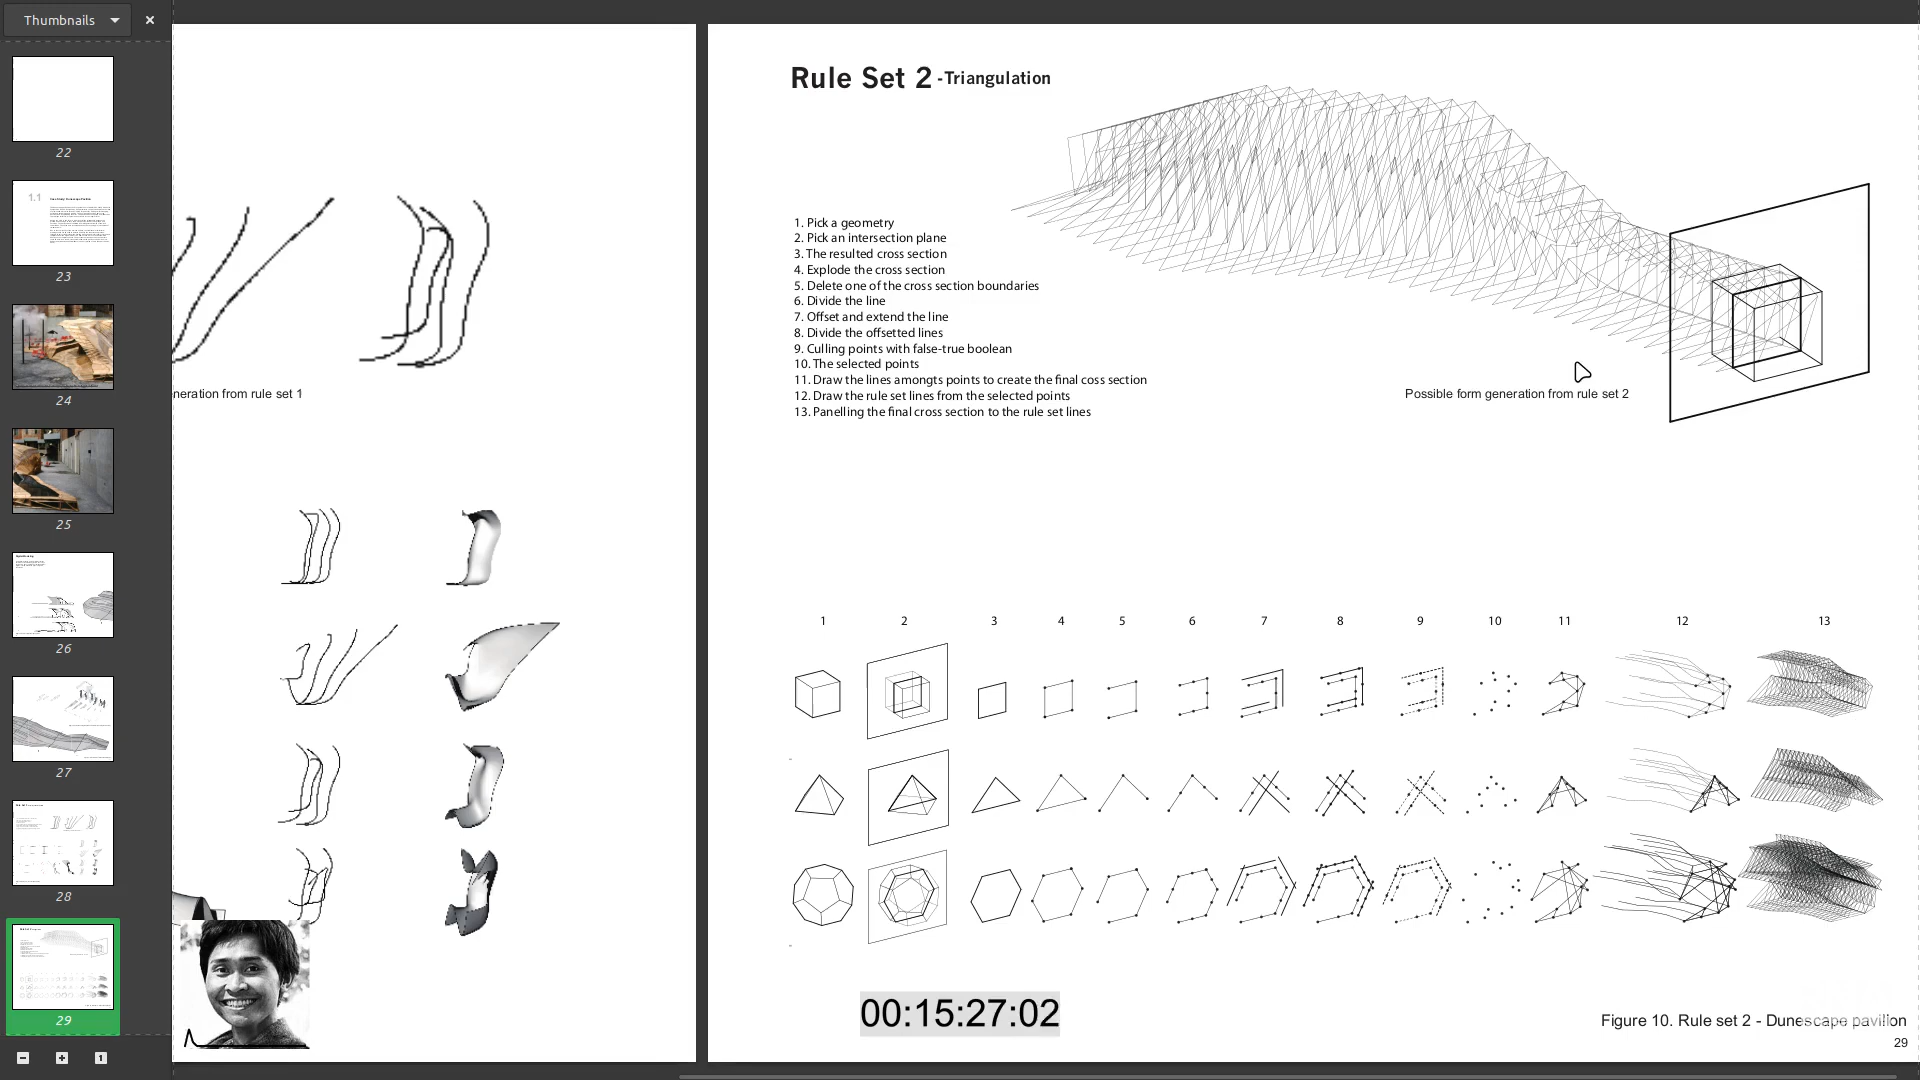 Thumbnails
22
1.1
23
24
25
26
27
28
29
1
neration from rule set 1
Rule Set 2 -Triangulation
1. Pick a geometry
2. Pick an intersection plane
3. The resulted cross section
4. Explode the cross section
5. Delete one of the cross section boundaries
6. Divide the line
7. Offset and extend the line
8. Divide the offsetted lines
9. Culling points with false-true boolean
10. The selected points
11. Draw the lines amongts points to create the final coss section
12. Draw the rule set lines from the selected points
13. Panelling the final cross section to the rule set lines
Possible form generation from rule set 2
1 2 3 4 5 6 7 8 9 10 11 12 13
00:15:27:02
Figure 10. Rule set 2 - Dunescape pavilion
29